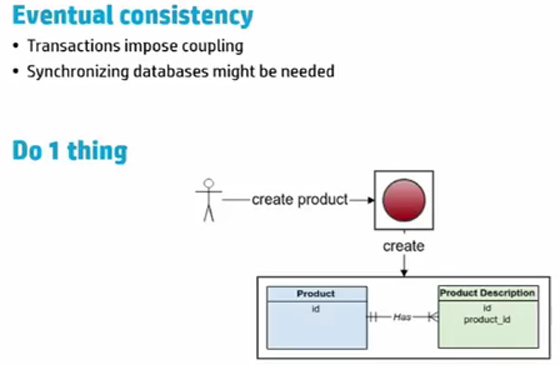 Eventual consistency
• Transactions impose coupling
• Synchronizing databases might be needed
Do 1 thing
create product
create
Product
id
Has
Product Description
id
product_id